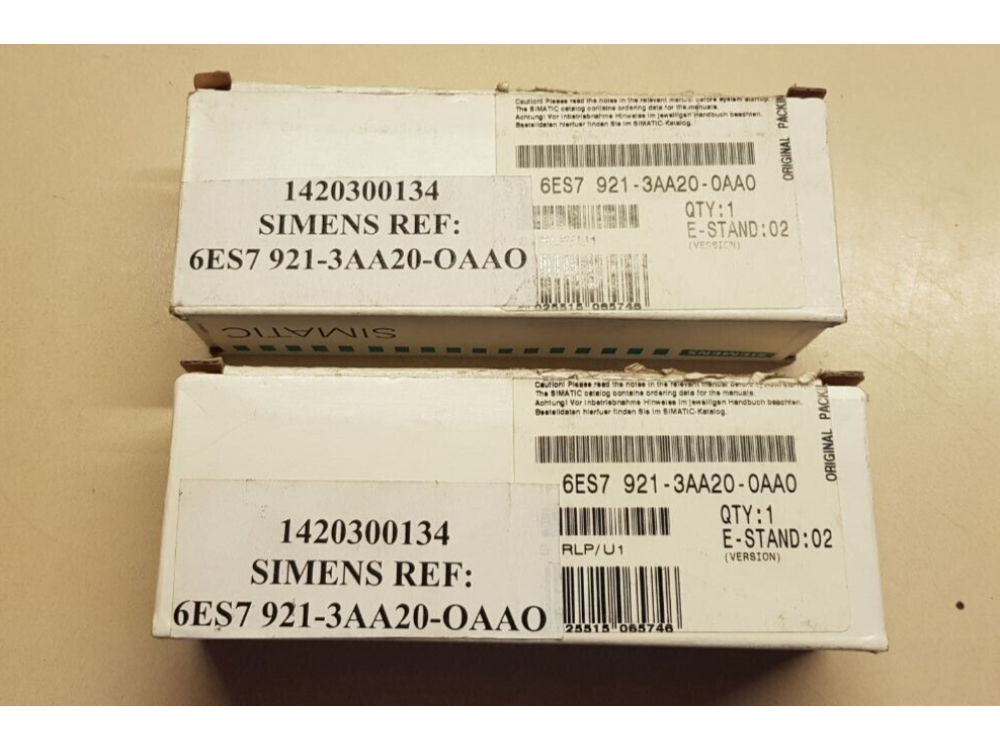 Caution! Please read the notes in the relevant manual before system startup.
The SIMATIC catalog contains ordering data for the manuals.
Achtung! Vor Inbetriebnahme Hinweise im jeweiligen Handbuch beachten.
Bestelldaten hierfuer finden Sie im SIMATIC-Katalog.
ORIGINAL PACKIN
6ES7 921-3AA20-0AA0
QTY:1
E-STAND:02
(VERSION)
025515 065746
1420300134
SIMENS REF:
6ES7 921-3AA20-OAAO
SIMATIC
SIEMENS
Caution! Please read the notes in the relevant manual before system
The SIMATIC catalog contains ordering data for the manuals.
Achtung! Vor Inbetriebnahme Hinweise im jeweiligen Handbuch beachten.
Bestelldaten hierfuer finden Sie im SIMATIC-Katalog.
ORIGINAL PACK
6ES7 921-3AA20-0AA0
QTY:1
E-STAND:02
(VERSION)
RLP/U1
25515 065746
1420300134
SIMENS REF:
6ES7 921-3AA20-OAAO